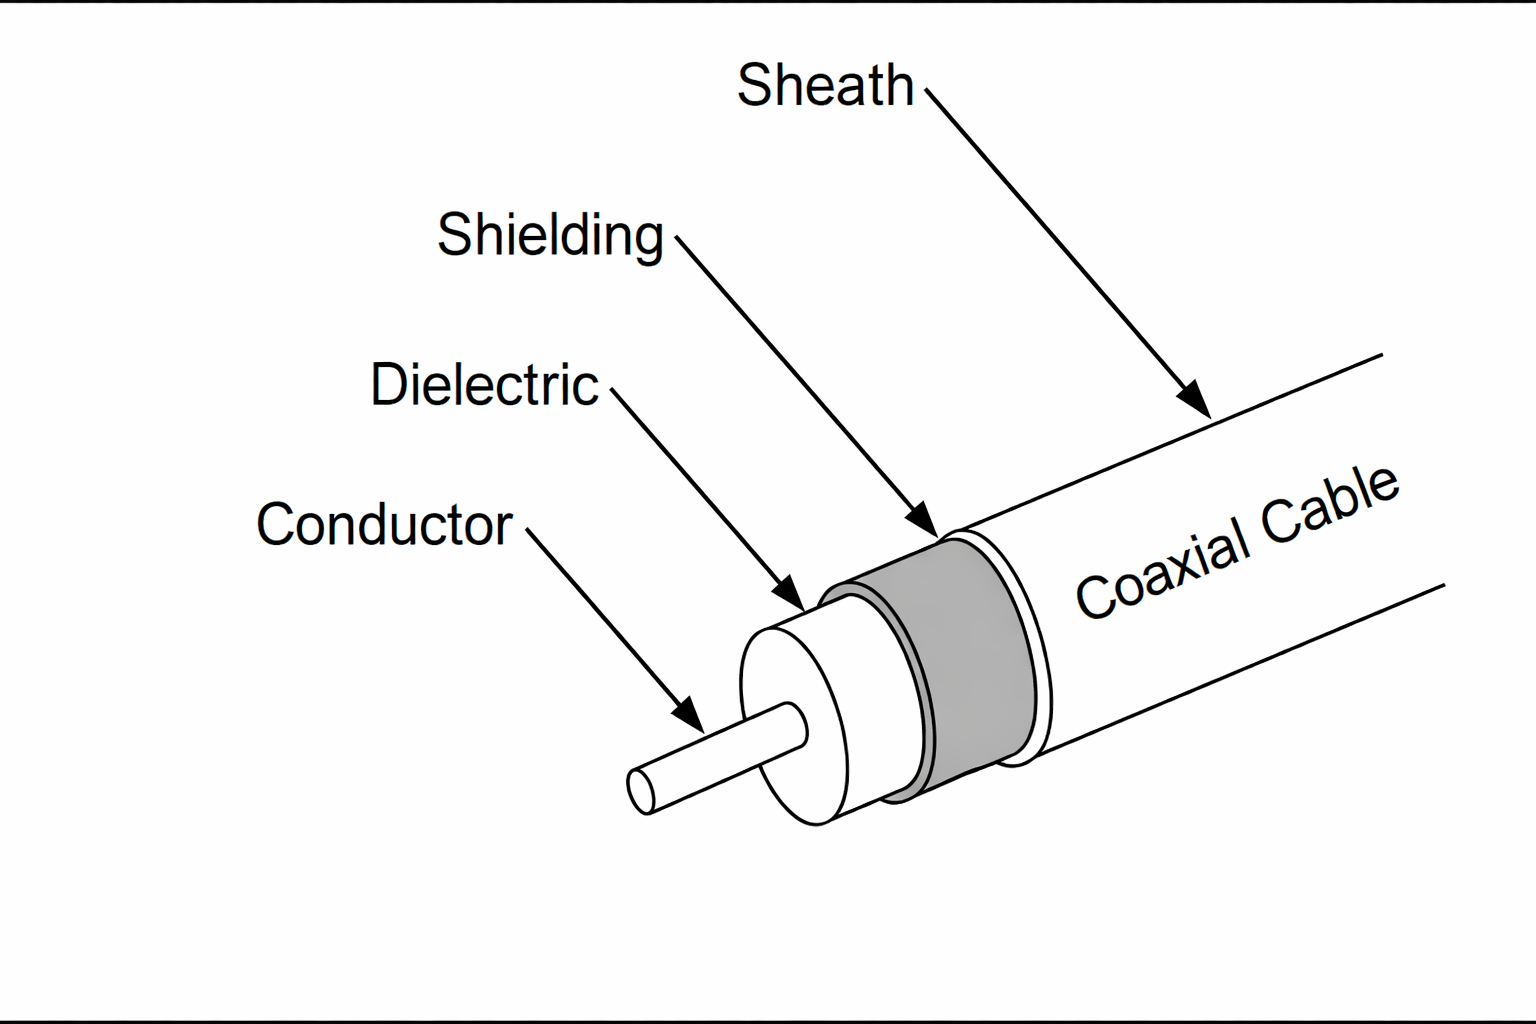 Sheath
Shielding
Dielectric
Conductor
Coaxial Cable